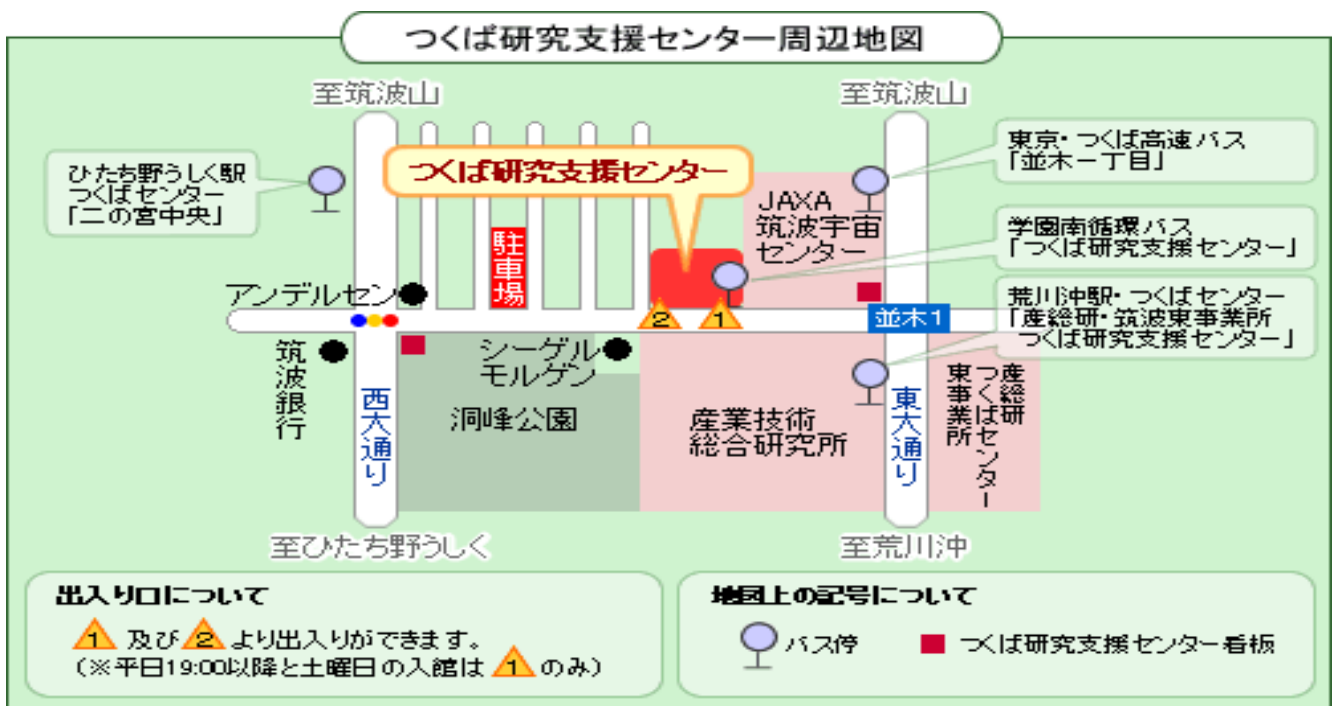 つくば研究支援センター周辺地図
至筑波山
至筑波山
ひたち野うしく駅
つくばセンター
「二の宮中央」
つくば研究支援センター
東京・つくば高速バス
「並木一丁目」
JAXA
筑波宇宙
センター
学園南循環バス
「つくば研究支援センター」
駐車場
アンデルセン
荒川沖駅・つくばセンター
「産総研・筑波東事業所
つくば研究支援センター」
2
1
並木1
筑波銀行
シーゲル
モルゲン
西大通り
洞峰公園
産業技術
総合研究所
東大通り
産総研
つくばセンター
東事業所
至ひたち野うしく
至荒川沖
出入り口について
1 及び 2 より出入りができます。
(※平日19:00以降と土曜日の入館は 1 のみ)
地図上の記号について
バス停
つくば研究支援センター看板